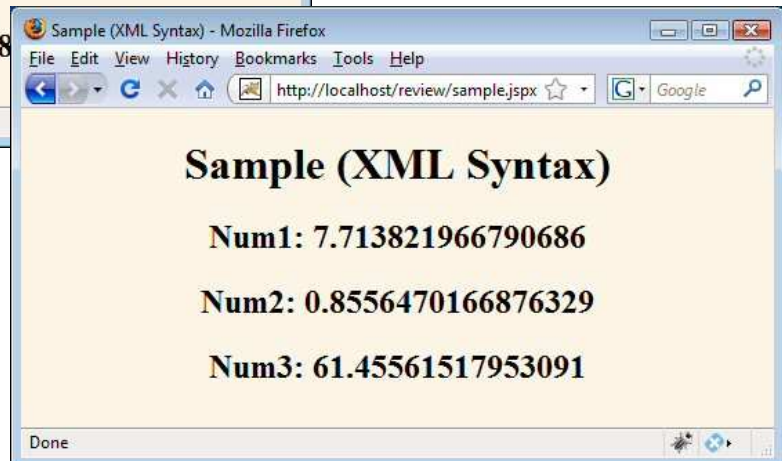 8
Sample (XML Syntax) - Mozilla Firefox
File Edit View History Bookmarks Tools Help
http://localhost/review/sample.jspx G Google
Sample (XML Syntax)
Num1: 7.713821966790686
Num2: 0.8556470166876329
Num3: 61.45561517953091
Done